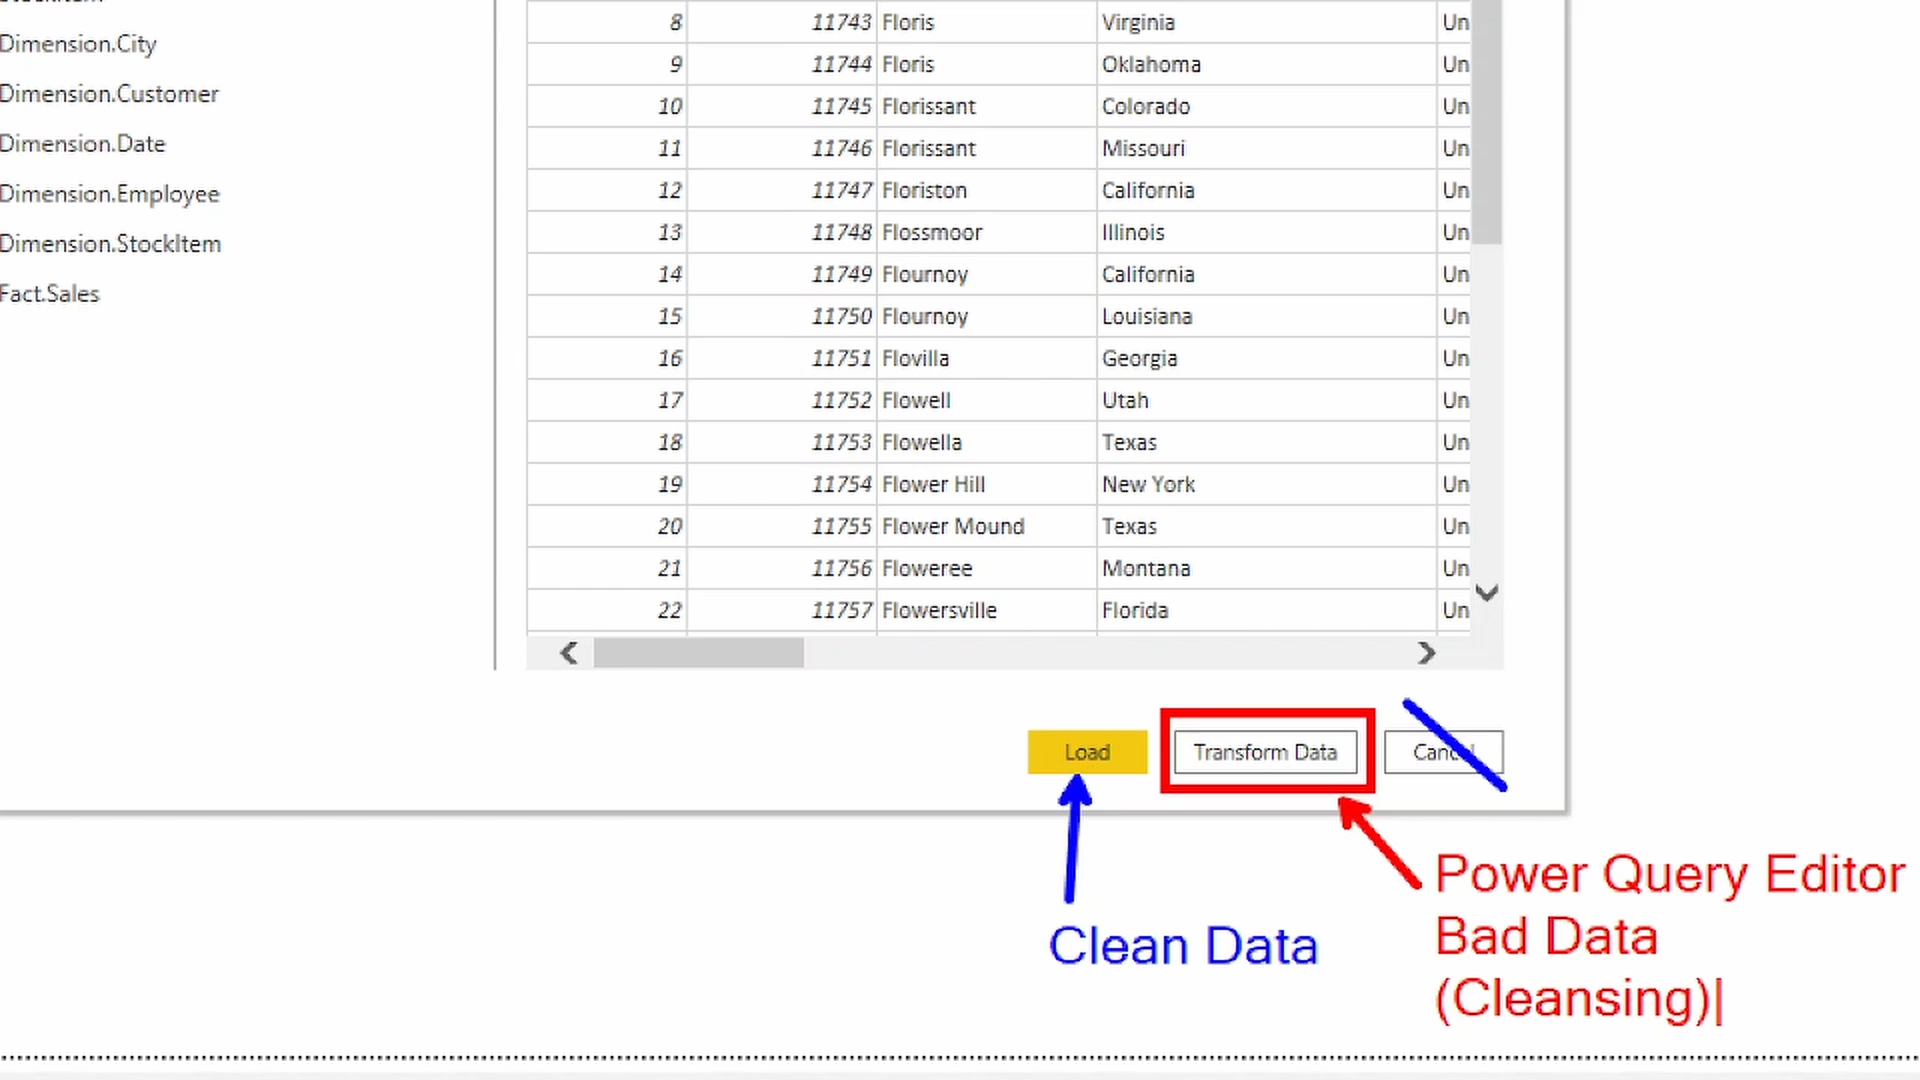 Dimension.City
Dimension.Customer
Dimension.Date
Dimension.Employee
Dimension.StockItem
Fact.Sales
8 11743 Floris Virginia Un
9 11744 Floris Oklahoma Un
10 11745 Florissant Colorado Un
11 11746 Florissant Missouri Un
12 11747 Floriston California Un
13 11748 Flossmoor Illinois Un
14 11749 Flournoy California Un
15 11750 Flournoy Louisiana Un
16 11751 Flovilla Georgia Un
17 11752 Flowell Utah Un
18 11753 Flowella Texas Un
19 11754 Flower Hill New York Un
20 11755 Flower Mound Texas Un
21 11756 Floweree Montana Un
22 11757 Flowersville Florida Un
Load Transform Data Cancel
Clean Data
Power Query Editor
Bad Data
(Cleansing)